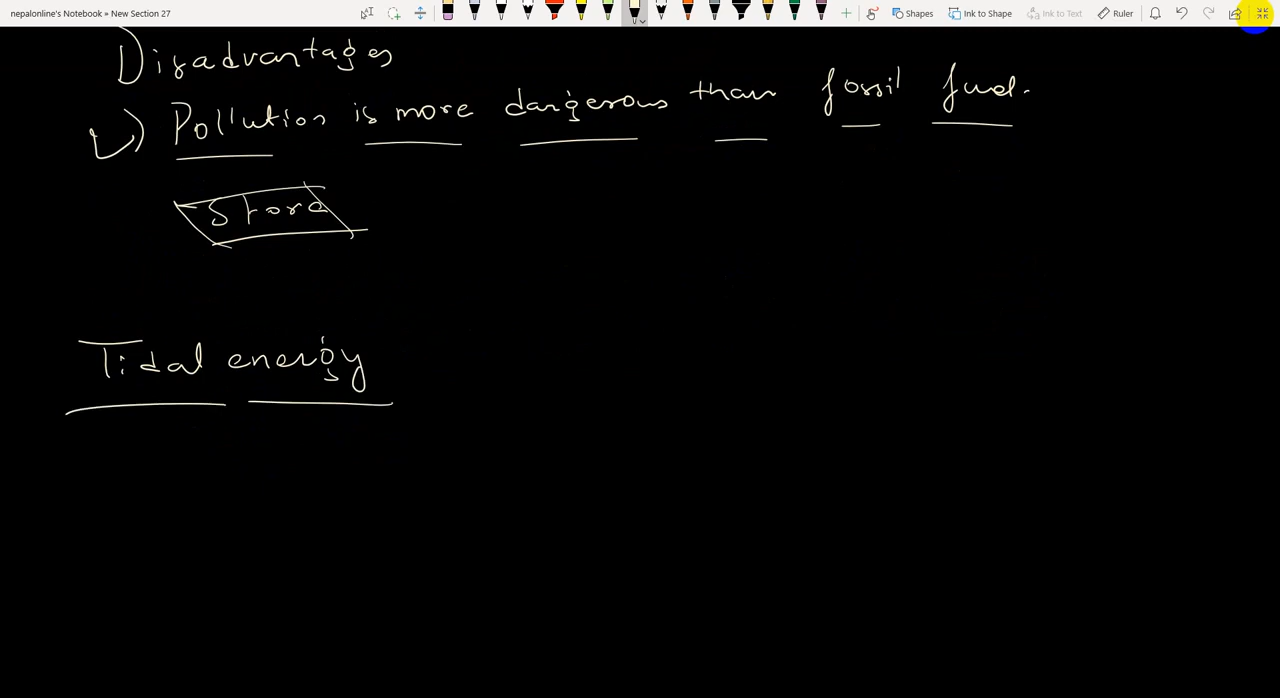 nepalonline's Notebook » New Section 27
Shapes Ink to Shape Ink to Text Ruler
Disadvantages
Pollution is more dangerous than fossil fuel.
Store
Tidal energy